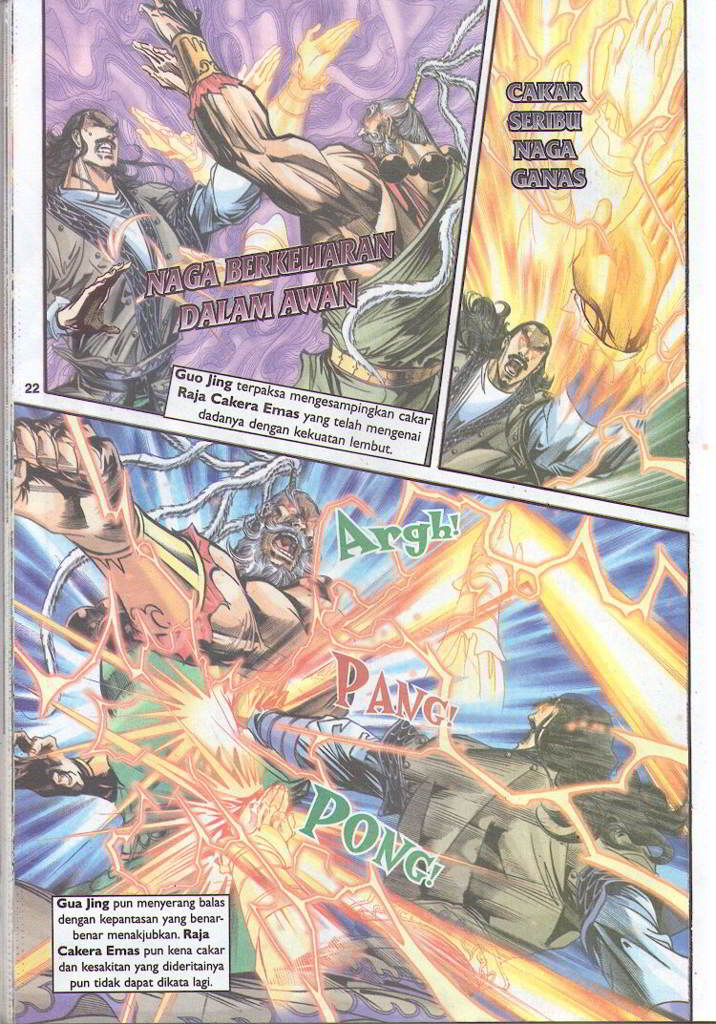 NAGA BERKELIARAN
DALAM AWAN
CAKAR
SERIBU
NAGA
GANAS
22
Guo Jing terpaksa mengesampingkan cakar
Raja Cakera Emas yang telah mengenai
dadanya dengan kekuatan lembut.
Argh!
PANG!
PONG!
Gua Jing pun menyerang balas
dengan kepantasan yang benar-
benar menakjubkan. Raja
Cakera Emas pun kena cakar
dan kesakitan yang dideritainya
pun tidak dapat dikata lagi.